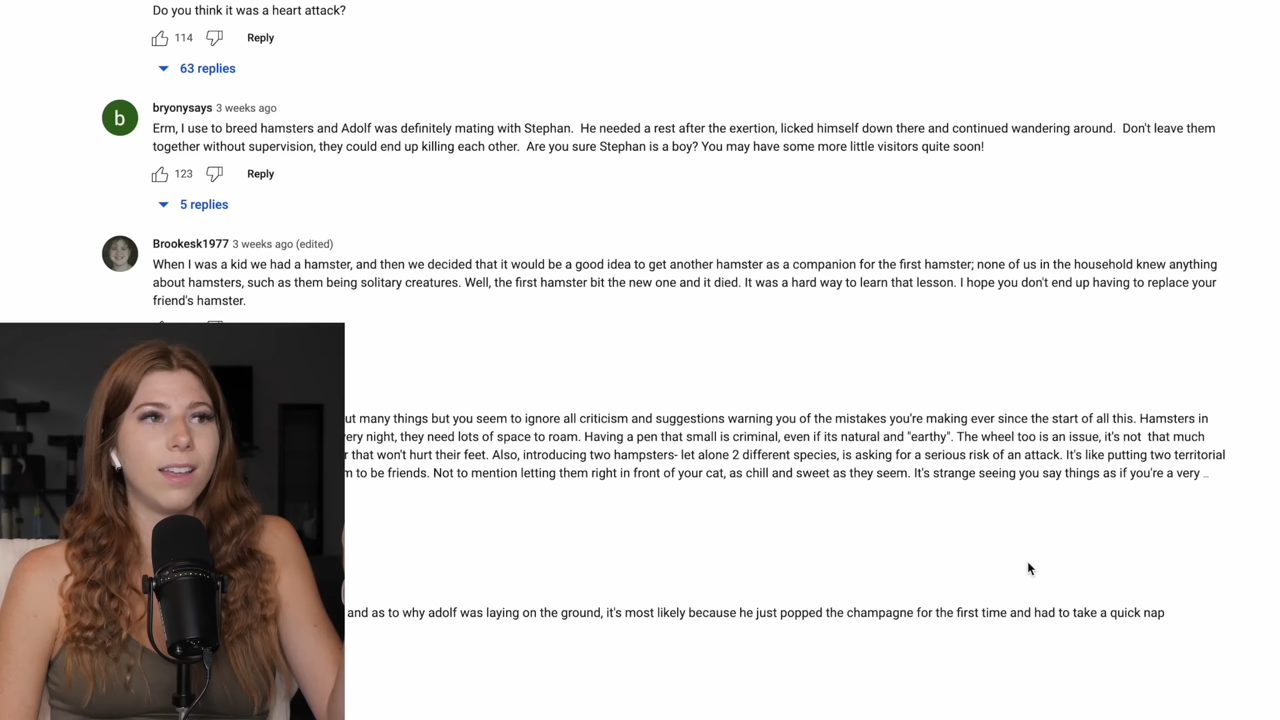 Do you think it was a heart attack?
114 Reply
63 replies
b
bryonysays 3 weeks ago
Erm, I use to breed hamsters and Adolf was definitely mating with Stephan. He needed a rest after the exertion, licked himself down there and continued wandering around. Don't leave them
together without supervision, they could end up killing each other. Are you sure Stephan is a boy? You may have some more little visitors quite soon!
123 Reply
5 replies
Brookesk1977 3 weeks ago (edited)
When I was a kid we had a hamster, and then we decided that it would be a good idea to get another hamster as a companion for the first hamster; none of us in the household knew anything
about hamsters, such as them being solitary creatures. Well, the first hamster bit the new one and it died. It was a hard way to learn that lesson. I hope you don't end up having to replace your
friend's hamster.
ut many things but you seem to ignore all criticism and suggestions warning you of the mistakes you're making ever since the start of all this. Hamsters in
very night, they need lots of space to roam. Having a pen that small is criminal, even if its natural and "earthy". The wheel too is an issue, it's not that much
r that won't hurt their feet. Also, introducing two hampsters- let alone 2 different species, is asking for a serious risk of an attack. It's like putting two territorial
m to be friends. Not to mention letting them right in front of your cat, as chill and sweet as they seem. It's strange seeing you say things as if you're a very ...
and as to why adolf was laying on the ground, it's most likely because he just popped the champagne for the first time and had to take a quick nap